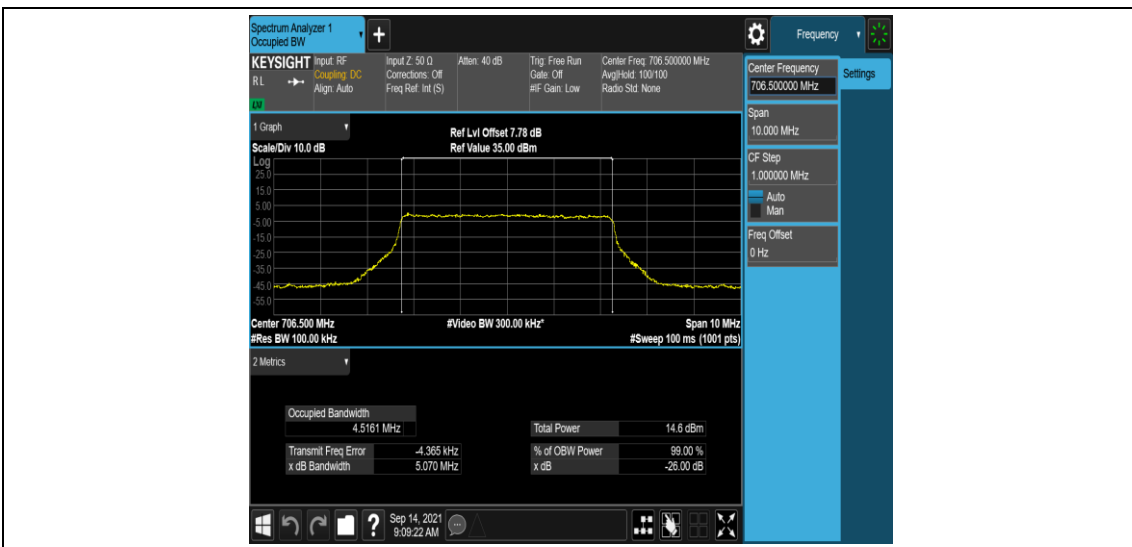 Spectrum Analyzer 1
Occupied BW
+
Frequency
KEYSIGHT
RL
LXI
Input: RF
Coupling: DC
Align: Auto
Input Z: 50 Ω
Corrections: Off
Freq Ref: Int (S)
Atten: 40 dB
Trig: Free Run
Gate: Off
#IF Gain: Low
Center Freq: 706.500000 MHz
Avg|Hold: 100/100
Radio Std: None
Center Frequency
706.500000 MHz
Settings
Span
10.000 MHz
CF Step
1.000000 MHz
Auto
Man
Freq Offset
0 Hz
1 Graph
Ref Lvl Offset 7.78 dB
Scale/Div 10.0 dB
Ref Value 35.00 dBm
Log
25.0
15.0
5.00
-5.00
-15.0
-25.0
-35.0
-45.0
-55.0
Center 706.500 MHz
#Video BW 300.00 kHz*
Span 10 MHz
#Res BW 100.00 kHz
#Sweep 100 ms (1001 pts)
2 Metrics
Occupied Bandwidth
4.5161 MHz
Total Power 14.6 dBm
Transmit Freq Error -4.365 kHz
% of OBW Power 99.00 %
x dB Bandwidth 5.070 MHz
x dB -26.00 dB
?
Sep 14, 2021
9:09:22 AM